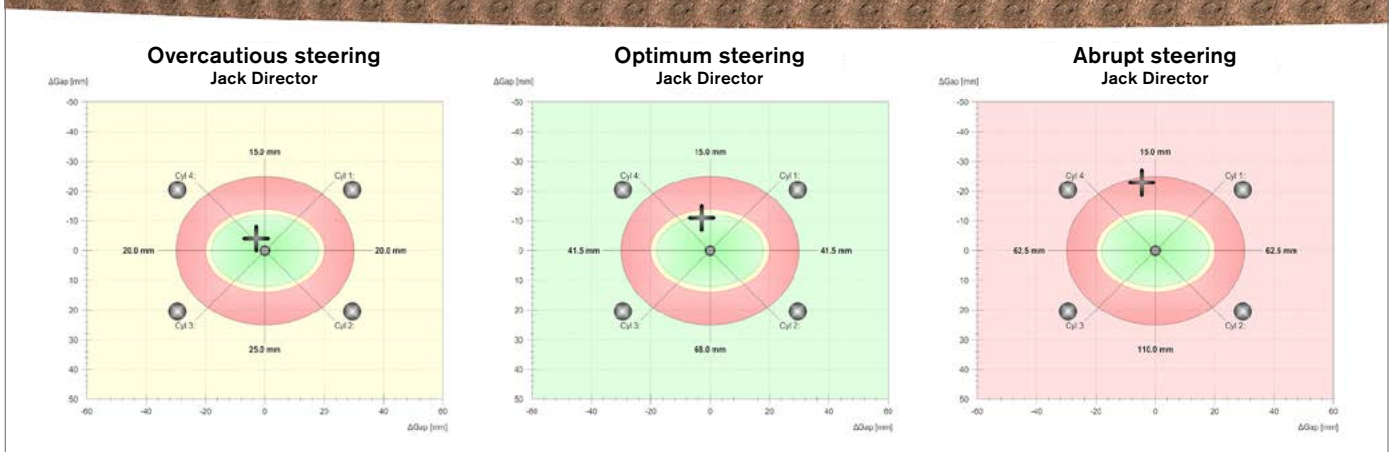 Overcautious steering
Jack Director
ΔGap [mm]
-50
-40
-30
-20
-10
0
10
20
30
40
50
-60
-40
-20
0
20
40
60
ΔGap [mm]
15.0 mm
Cyl 4:
Cyl 1:
20.0 mm
20.0 mm
Cyl 3:
Cyl 2:
25.0 mm
Optimum steering
Jack Director
ΔGap [mm]
-50
-40
-30
-20
-10
0
10
20
30
40
50
-60
-40
-20
0
20
40
60
ΔGap [mm]
15.0 mm
Cyl 4:
Cyl 1:
41.5 mm
41.5 mm
Cyl 3:
Cyl 2:
68.0 mm
Abrupt steering
Jack Director
ΔGap [mm]
-50
-40
-30
-20
-10
0
10
20
30
40
50
-60
-40
-20
0
20
40
60
ΔGap [mm]
15.0 mm
Cyl 4:
Cyl 1:
62.5 mm
62.5 mm
Cyl 3
Cyl 2:
110.0 mm